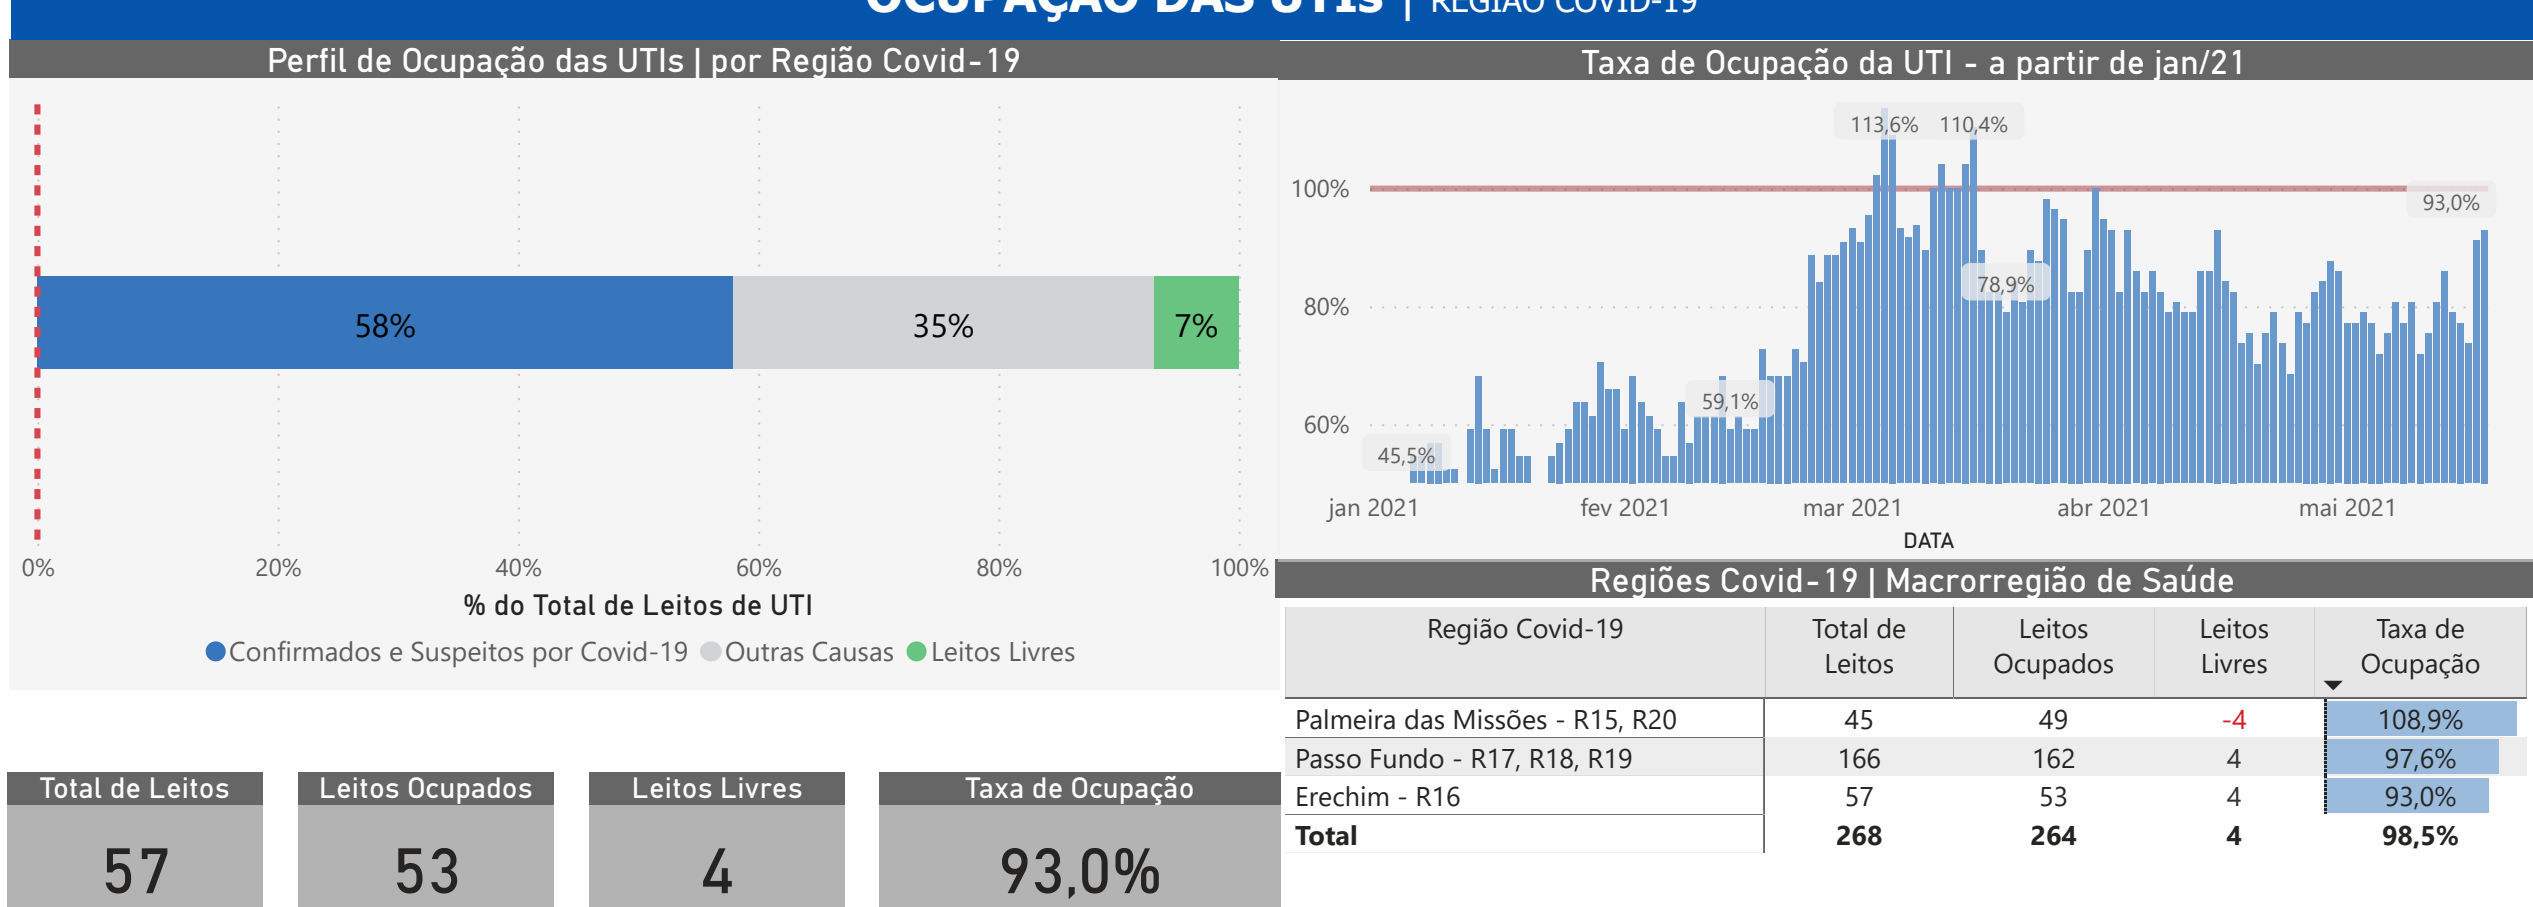 OCUPAÇÃO DAS UTIs | REGIÃO COVID-19
Perfil de Ocupação das UTIs | por Região Covid-19
58%
35%
7%
0%
20%
40%
60%
80%
100%
% do Total de Leitos de UTI
Confirmados e Suspeitos por Covid-19 Outras Causas Leitos Livres
Total de Leitos
57
Leitos Ocupados
53
Leitos Livres
4
Taxa de Ocupação
93,0%
Taxa de Ocupação da UTI - a partir de jan/21
113,6%
110,4%
100%
93,0%
78,9%
80%
59,1%
60%
45,5%
jan 2021
fev 2021
mar 2021
abr 2021
mai 2021
DATA
Regiões Covid-19 | Macrorregião de Saúde
Região Covid-19 Total de Leitos Leitos Ocupados Leitos Livres Taxa de Ocupação
Palmeira das Missões - R15, R20 45 49 -4 108,9%
Passo Fundo - R17, R18, R19 166 162 4 97,6%
Erechim - R16 57 53 4 93,0%
Total 268 264 4 98,5%